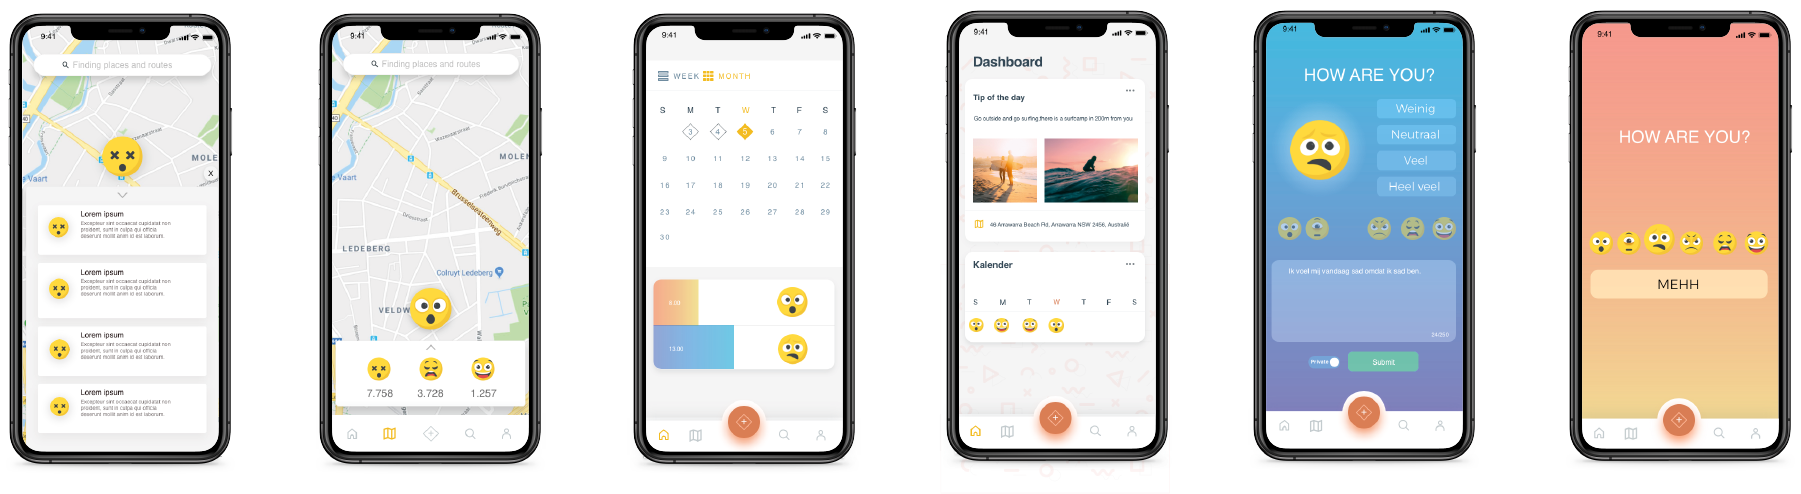 9:41
Finding places and routes
MOLE
Vaart
X
Lorem ipsum
Excepteur sint occaecat cupidatat non
proident, sunt in culpa qui officia
deserunt mollit anim id est laborum.
Lorem ipsum
Excepteur sint occaecat cupidatat non
proident, sunt in culpa qui officia
deserunt mollit anim id est laborum.
Lorem ipsum
Excepteur sint occaecat cupidatat non
proident, sunt in culpa qui officia
deserunt mollit anim id est laborum.
Lorem ipsum
Excepteur sint occaecat cupidatat non
proident, sunt in culpa qui officia
deserunt mollit anim id est laborum.
9:41
Finding places and routes
MOLEN
Vaart
Brusselsesteenweg
LEDEBERG
Colruyt Ledeberg
VELDW
7.758 3.728 1.257
9:41
WEEK MONTH
S M T W T F S
3 4 5 6 7 8
9 10 11 12 13 14 15
16 17 18 19 20 21 22
23 24 25 26 27 28 29
30
8.00
13.00
9:41
Dashboard
Tip of the day
Go outside and go surfing,there is a surfcamp in 200m from you
46 Arrawarra Beach Rd, Arrawarra NSW 2456, Australië
Kalender
S M T W T F S
9:41
HOW ARE YOU?
Weinig
Neutraal
Veel
Heel veel
Ik voel mij vandaag sad omdat ik sad ben.
24/250
Private
Submit
9:41
HOW ARE YOU?
MEHH